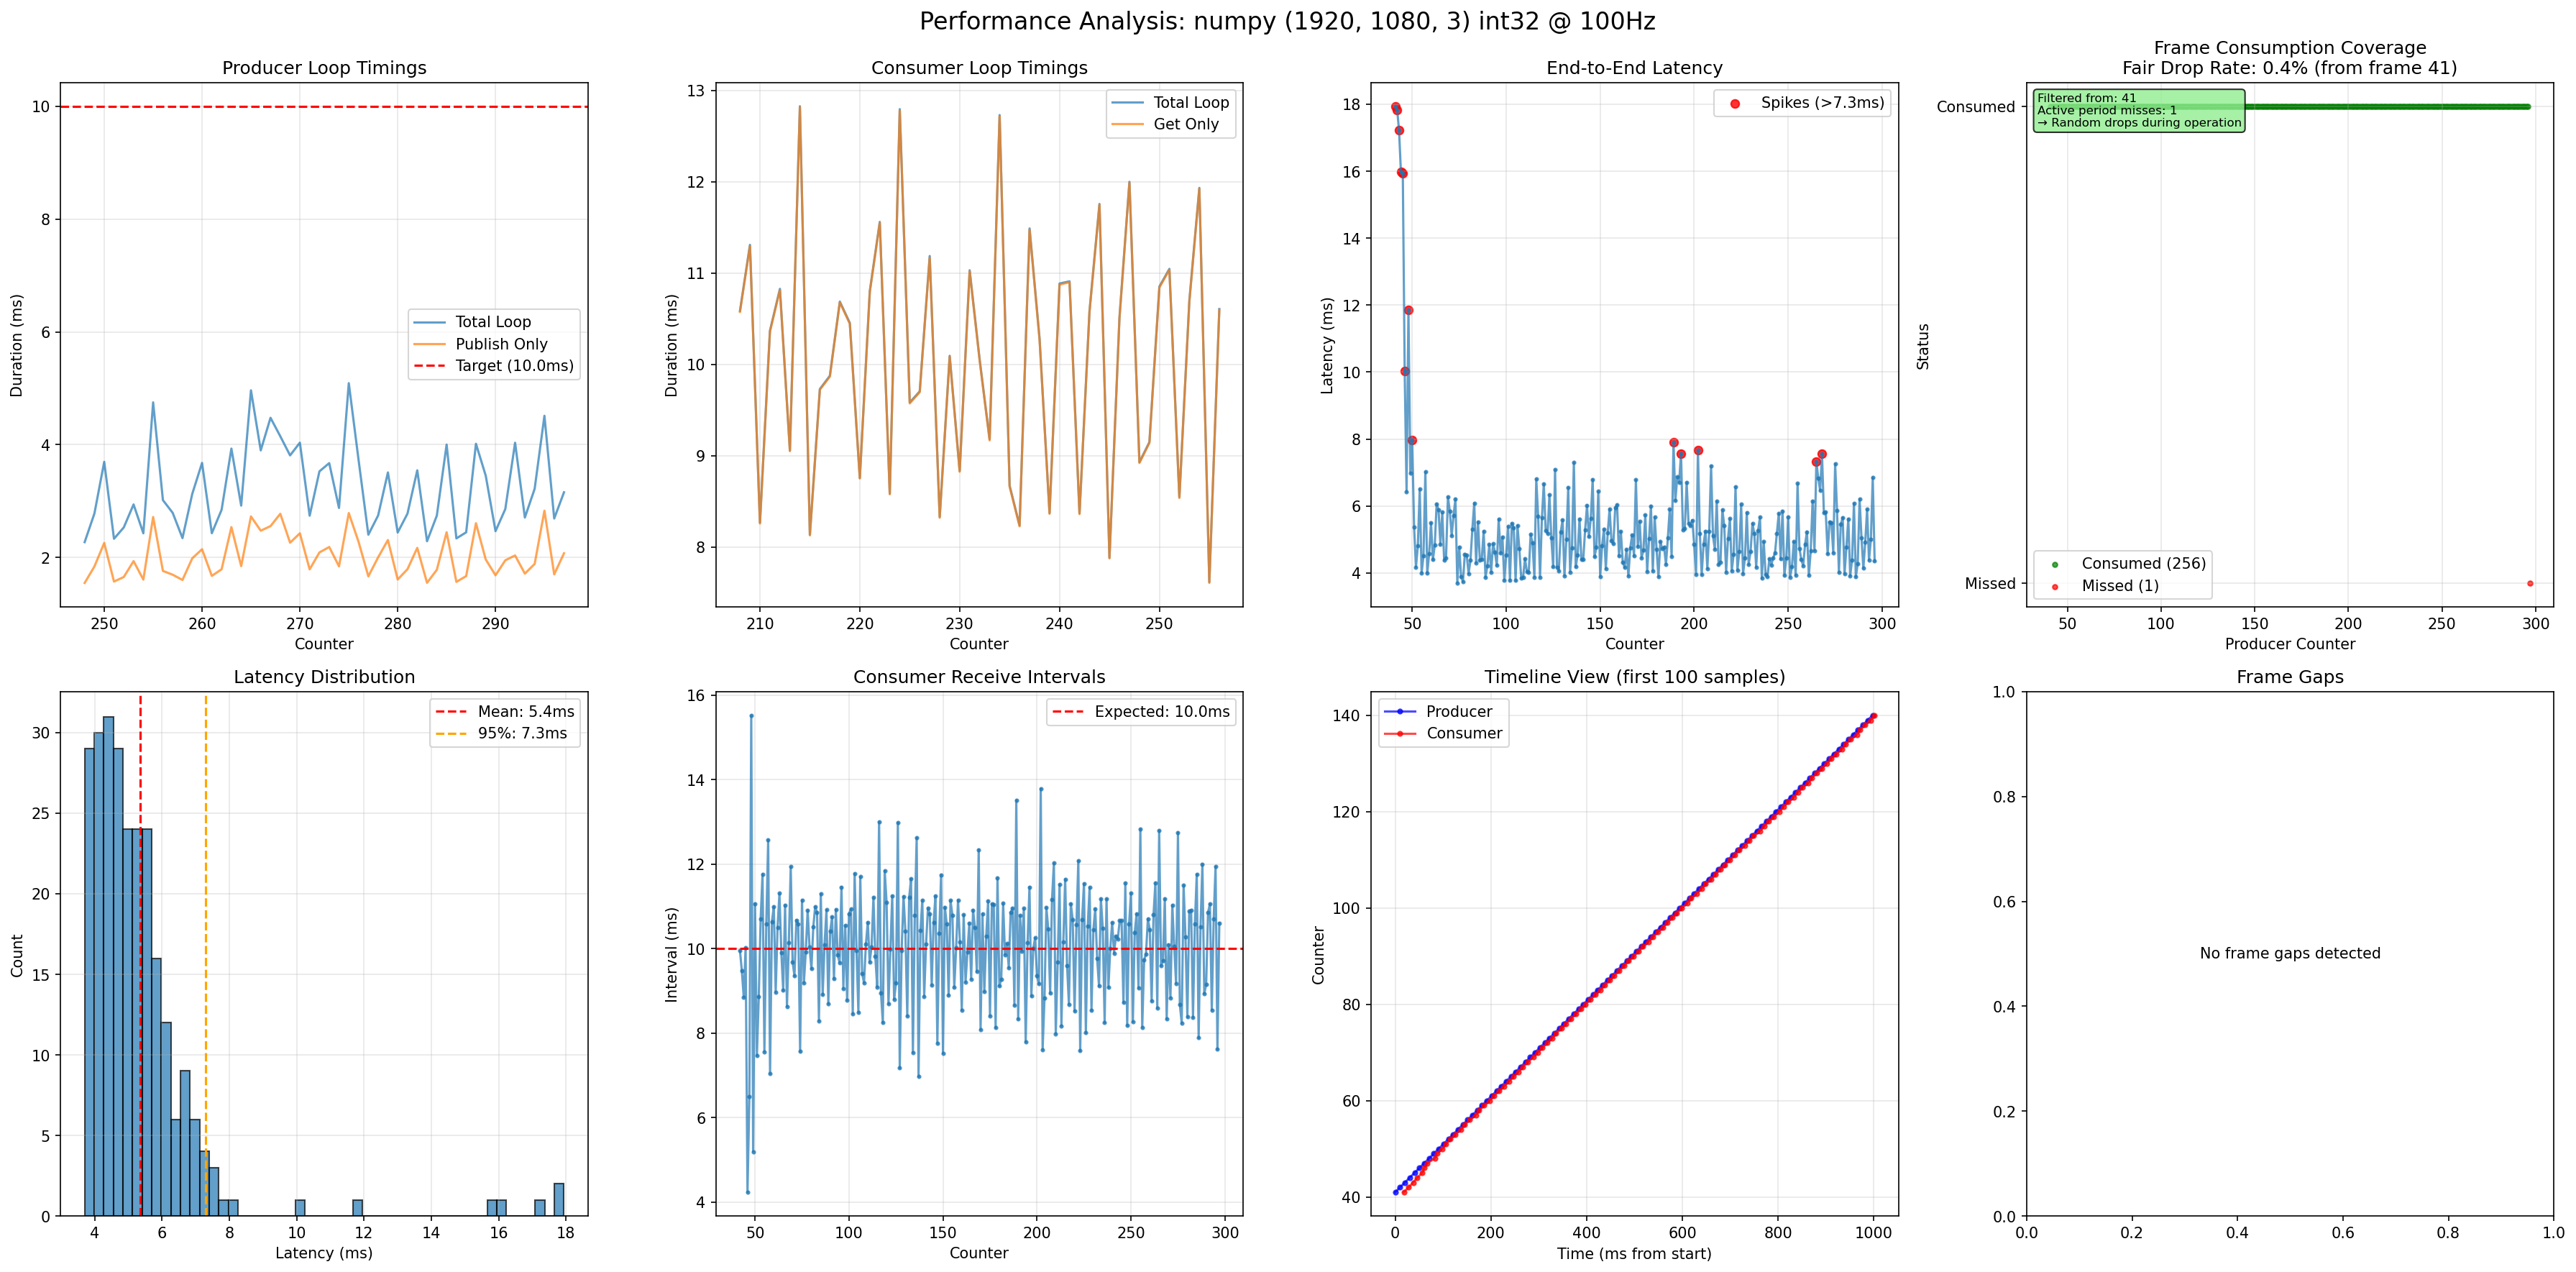 Performance Analysis: numpy (1920, 1080, 3) int32 @ 100Hz
Producer Loop Timings
10
8
6
4
2
Duration (ms)
Total Loop
Publish Only
Target (10.0ms)
250
260
270
280
290
Counter
Consumer Loop Timings
13
12
11
10
9
8
Duration (ms)
Total Loop
Get Only
210
220
230
240
250
Counter
End-to-End Latency
18
16
14
12
10
8
6
4
Latency (ms)
Spikes (>7.3ms)
50
100
150
200
250
300
Counter
Frame Consumption Coverage
Fair Drop Rate: 0.4% (from frame 41)
Consumed
Missed
Status
Filtered from: 41
Active period misses: 1
→ Random drops during operation
Consumed (256)
Missed (1)
50
100
150
200
250
300
Producer Counter
Latency Distribution
30
25
20
15
10
5
0
Count
Mean: 5.4ms
95%: 7.3ms
4
6
8
10
12
14
16
18
Latency (ms)
Consumer Receive Intervals
16
14
12
10
8
6
4
Interval (ms)
Expected: 10.0ms
50
100
150
200
250
300
Counter
Timeline View (first 100 samples)
140
120
100
80
60
40
Counter
Producer
Consumer
0
200
400
600
800
1000
Time (ms from start)
Frame Gaps
1.0
0.8
0.6
0.4
0.2
0.0
No frame gaps detected
0.0
0.2
0.4
0.6
0.8
1.0